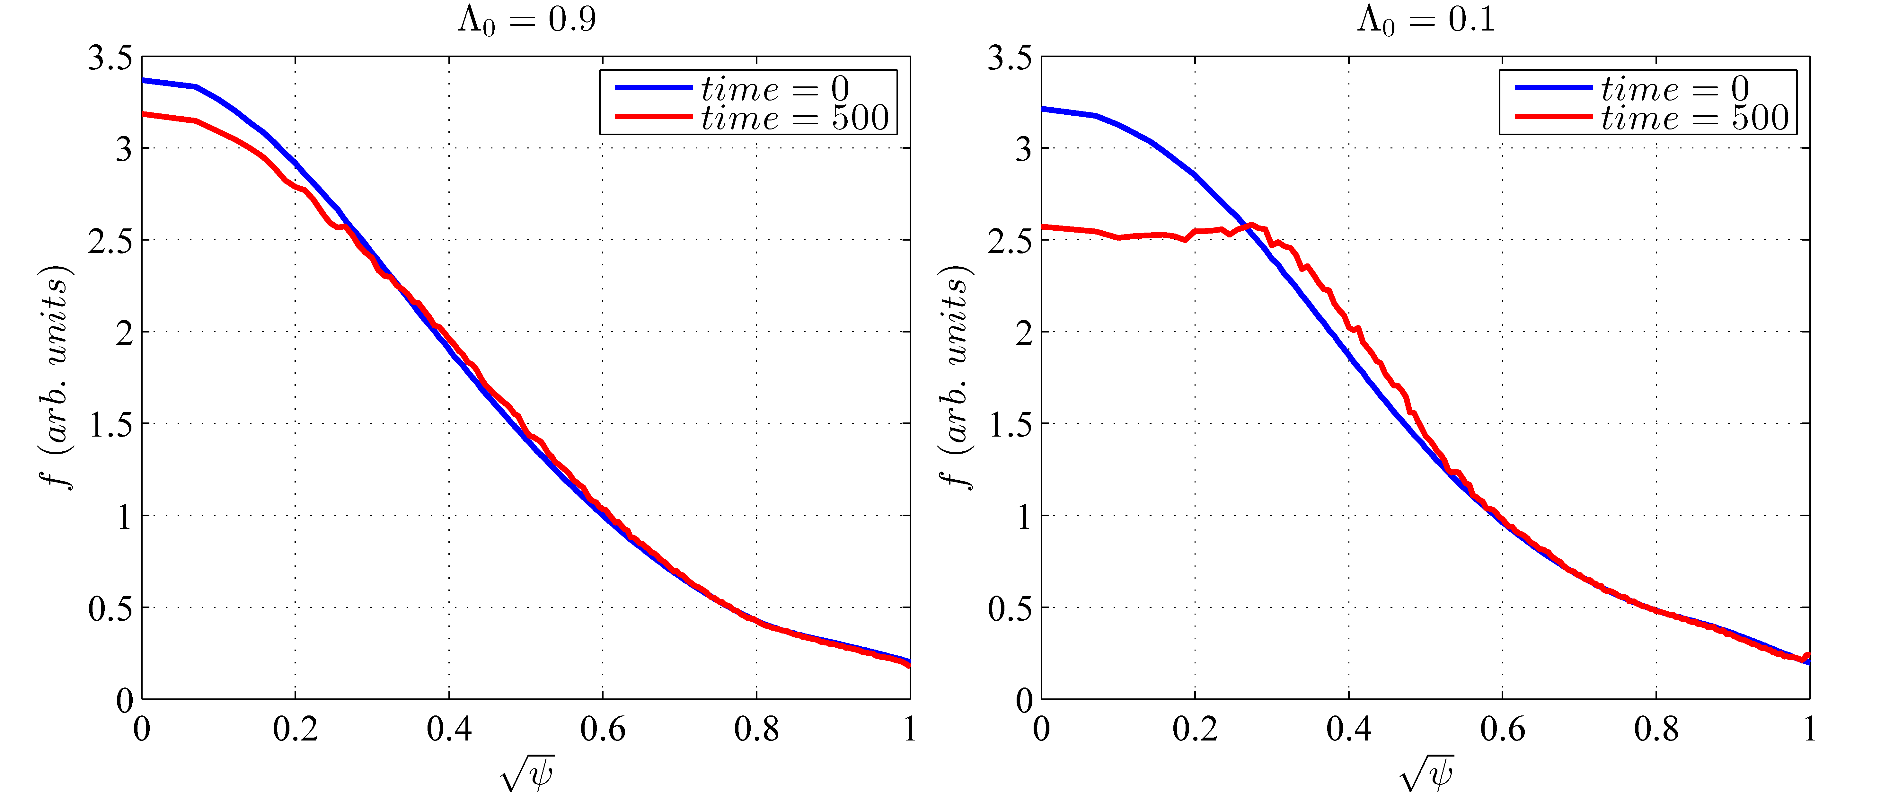 Λ₀ = 0.9
3.5
3
2.5
2
1.5
1
0.5
0
f (arb. units)
time = 0
time = 500
0 0.2 0.4 0.6 0.8 1
√ψ
Λ₀ = 0.1
3.5
3
2.5
2
1.5
1
0.5
0
f (arb. units)
time = 0
time = 500
0 0.2 0.4 0.6 0.8 1
√ψ